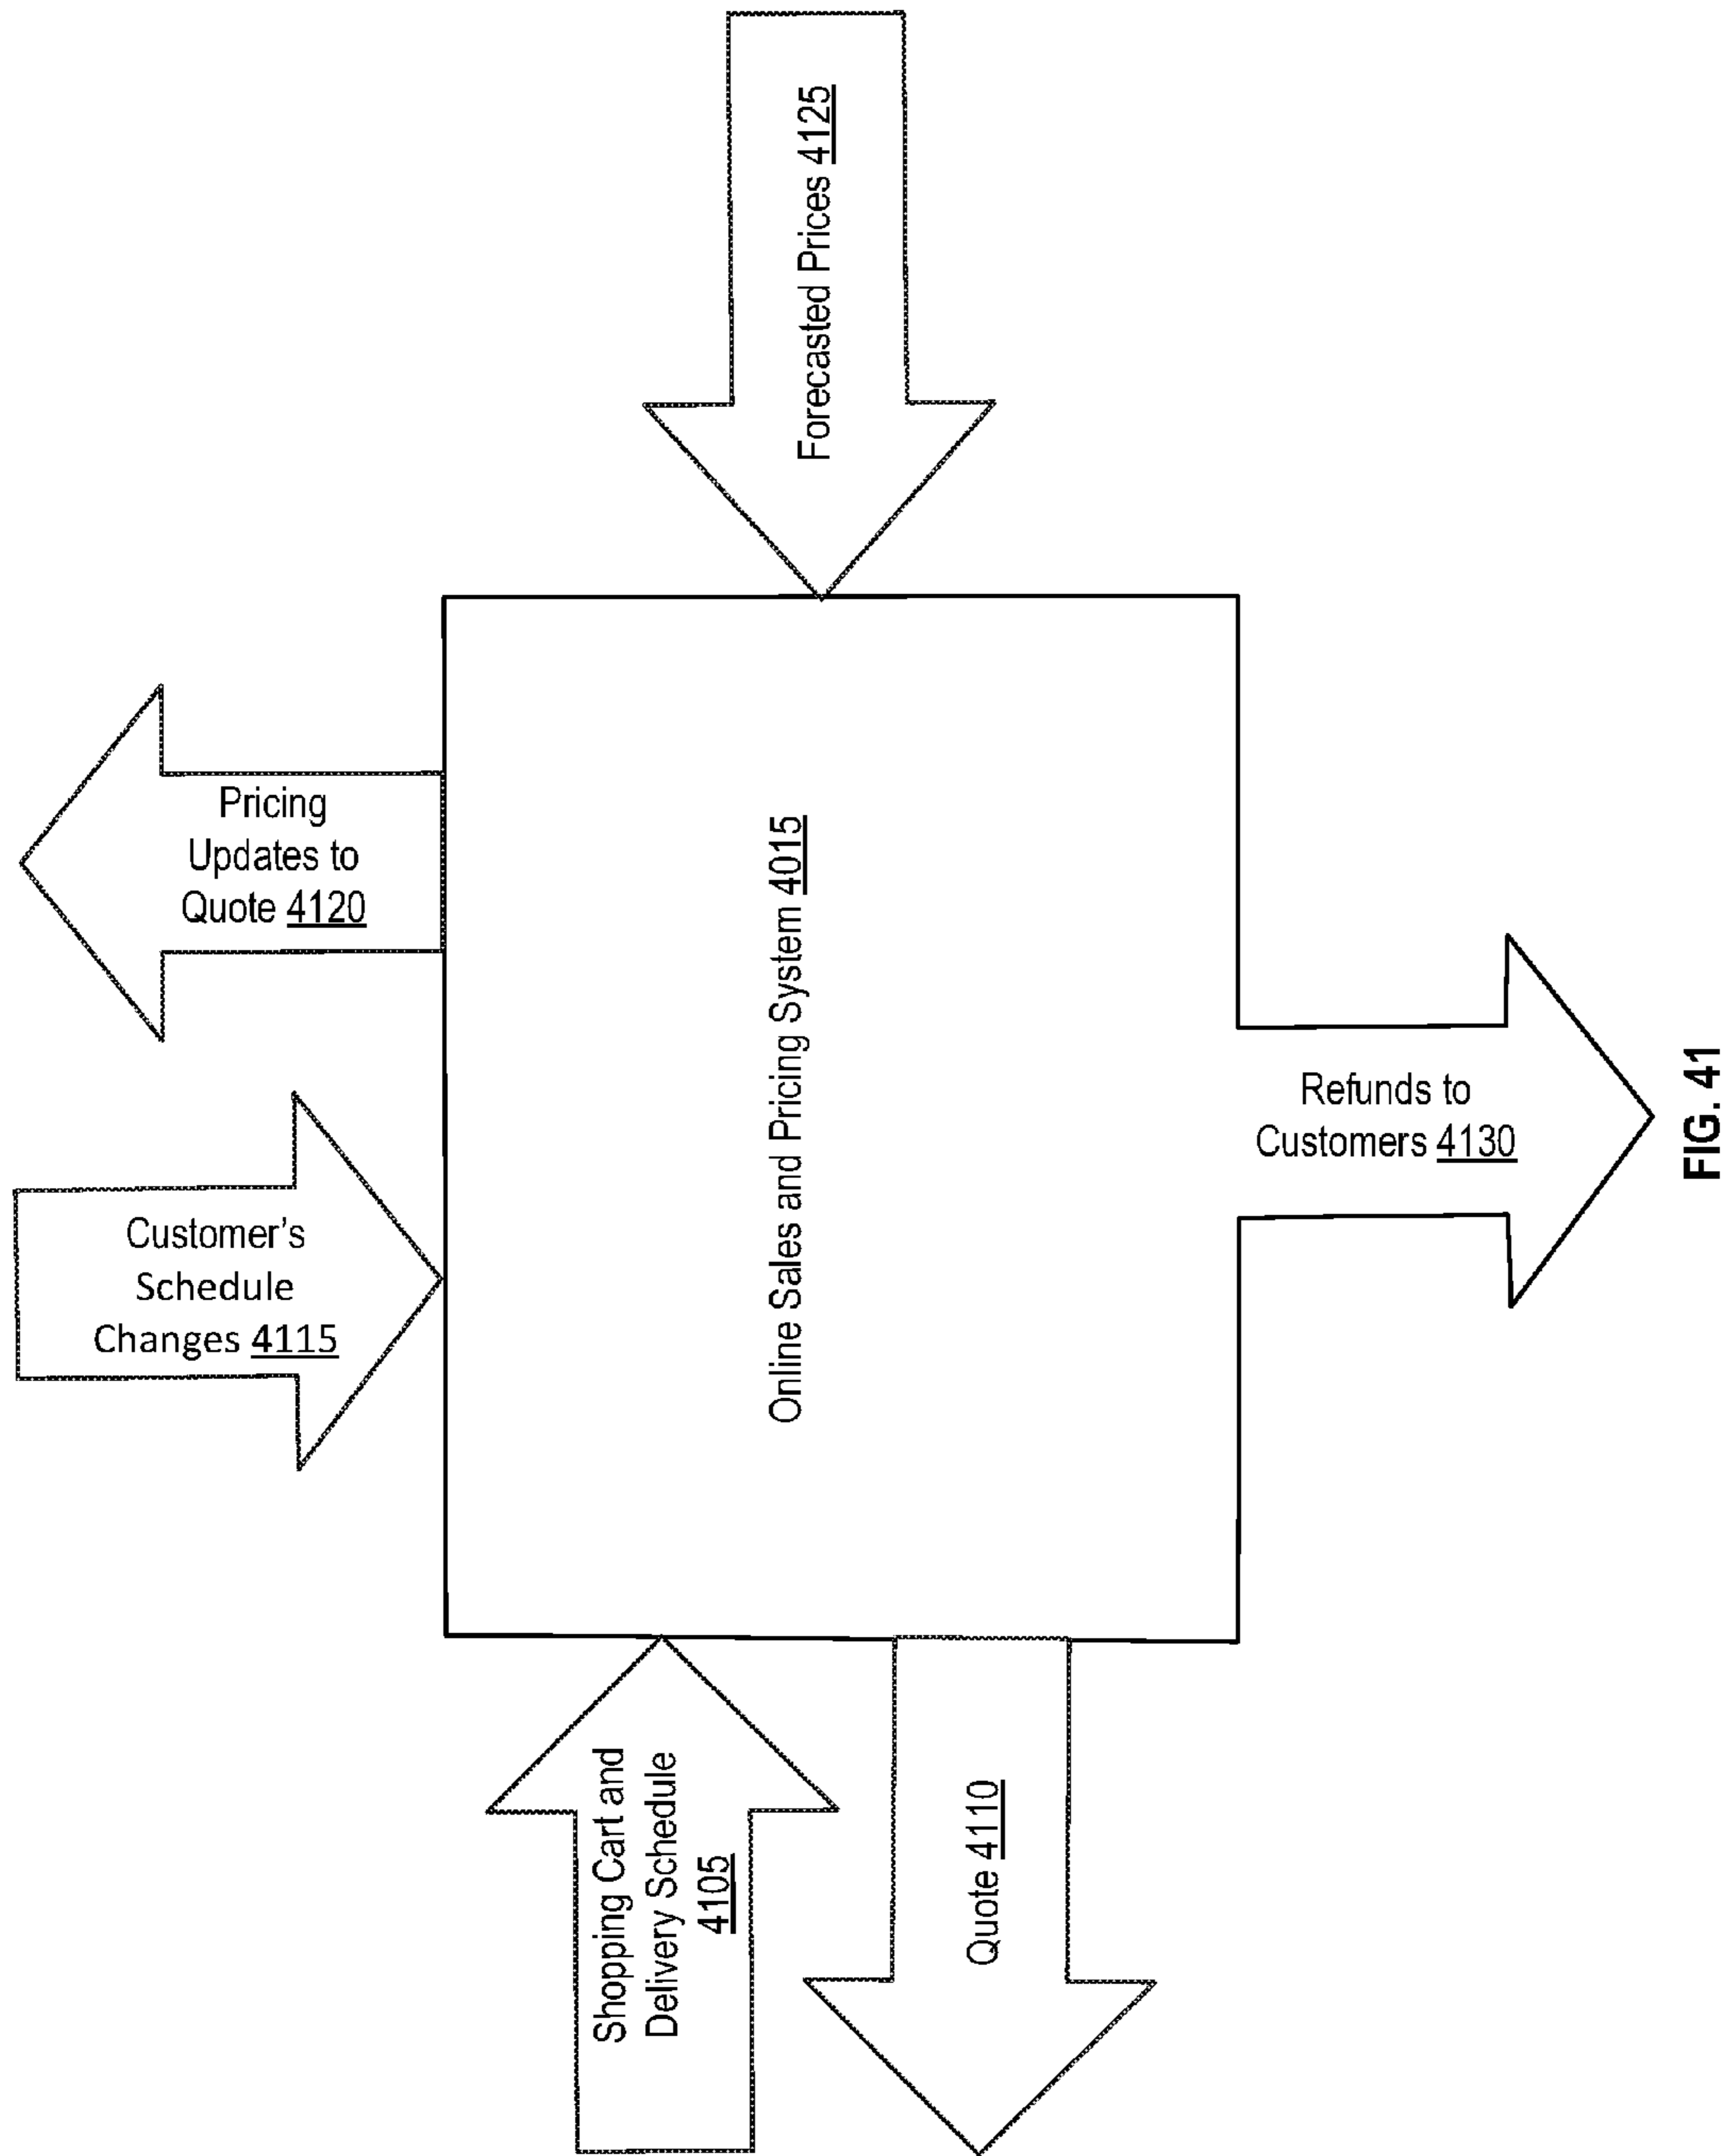 Pricing
Updates to
Quote 4120
Customer’s
Schedule
Changes 4115
Forecasted Prices 4125
Online Sales and Pricing System 4015
Shopping Cart and
Delivery Schedule
4105
Quote 4110
Refunds to
Customers 4130
FIG. 41